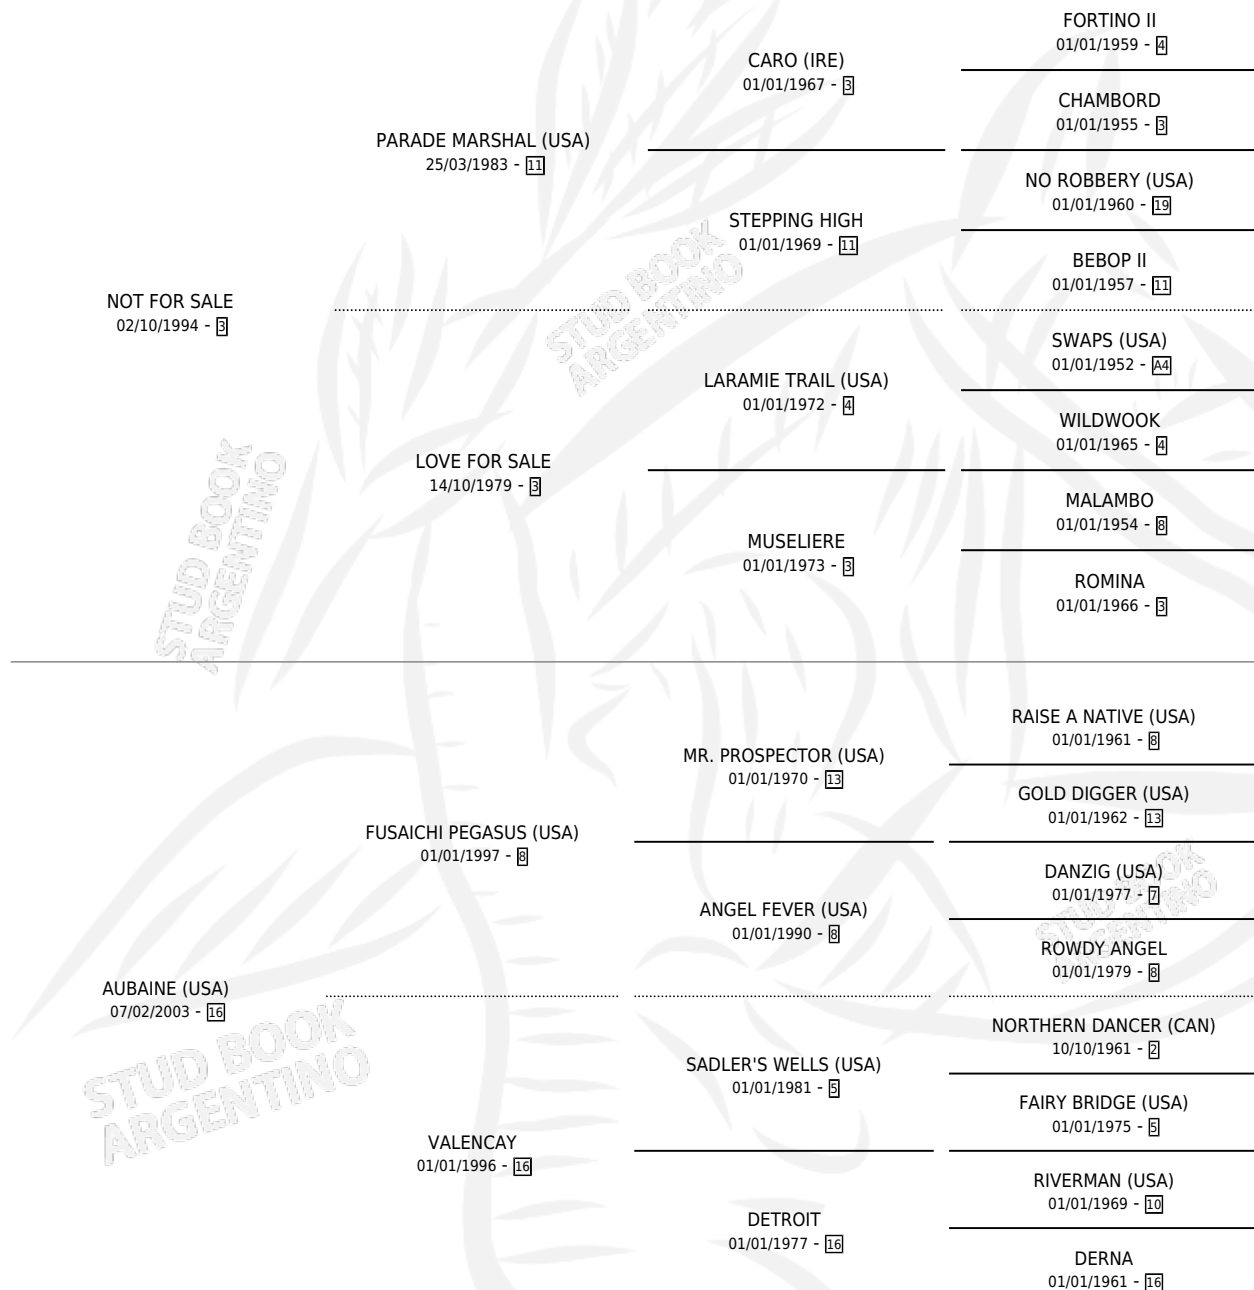 FORTINO II
01/01/1959 - 4
CARO (IRE)
01/01/1967 - 3
CHAMBORD
01/01/1955 - 3
PARADE MARSHAL (USA)
25/03/1983 - 11
NO ROBBERY (USA)
01/01/1960 - 19
STEPPING HIGH
01/01/1969 - 11
BEBOP II
01/01/1957 - 11
NOT FOR SALE
02/10/1994 - 3
SWAPS (USA)
01/01/1952 - A4
LARAMIE TRAIL (USA)
01/01/1972 - 4
WILDWOOK
01/01/1965 - 4
LOVE FOR SALE
14/10/1979 - 3
MALAMBO
01/01/1954 - 8
MUSELIERE
01/01/1973 - 3
ROMINA
01/01/1966 - 3
RAISE A NATIVE (USA)
01/01/1961 - 8
MR. PROSPECTOR (USA)
01/01/1970 - 13
GOLD DIGGER (USA)
01/01/1962 - 13
FUSAICHI PEGASUS (USA)
01/01/1997 - 8
DANZIG (USA)
01/01/1977 - 7
ANGEL FEVER (USA)
01/01/1990 - 8
ROWDY ANGEL
01/01/1979 - 8
AUBAINE (USA)
07/02/2003 - 16
NORTHERN DANCER (CAN)
10/10/1961 - 2
SADLER'S WELLS (USA)
01/01/1981 - 5
FAIRY BRIDGE (USA)
01/01/1975 - 5
VALENCAY
01/01/1996 - 16
RIVERMAN (USA)
01/01/1969 - 10
DETROIT
01/01/1977 - 16
DERNA
01/01/1961 - 16
STUD BOOK
ARGENTINO
STUD BOOK
ARGENTINO
STUD BOOK
ARGENTINO
STUD BOOK
ARGENTINO